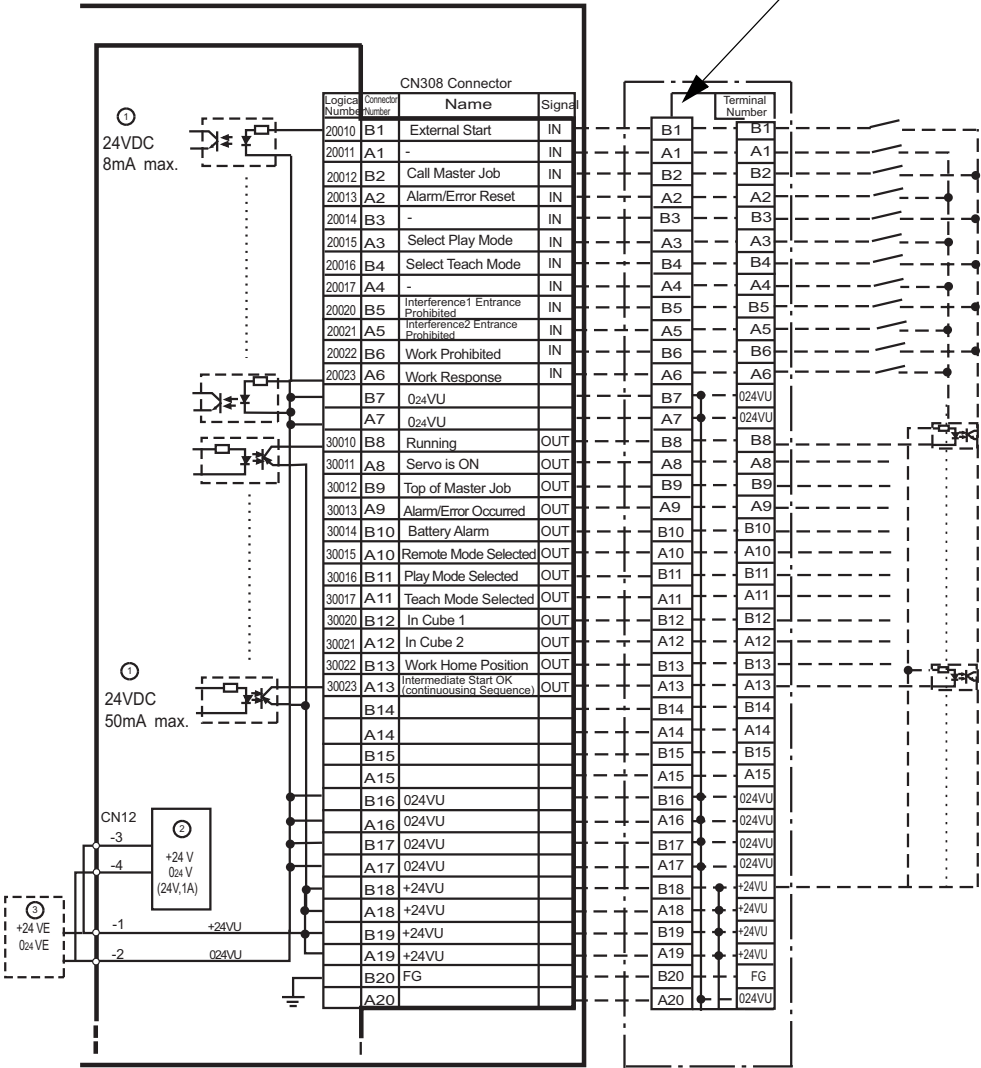 CN308 Connector
Logical Number Connector Number Name Signal Terminal Number
1
24VDC
8mA max.
20010 B1 External Start IN B1 B1
20011 A1 - IN A1 A1
20012 B2 Call Master Job IN B2 B2
20013 A2 Alarm/Error Reset IN A2 A2
20014 B3 - IN B3 B3
20015 A3 Select Play Mode IN A3 A3
20016 B4 Select Teach Mode IN B4 B4
20017 A4 - IN A4 A4
20020 B5 Interference1 Entrance Prohibited IN B5 B5
20021 A5 Interference2 Entrance Prohibited IN A5 A5
20022 B6 Work Prohibited IN B6 B6
20023 A6 Work Response IN A6 A6
B7 024VU B7 024VU
A7 024VU A7 024VU
30010 B8 Running OUT B8 B8
30011 A8 Servo is ON OUT A8 A8
30012 B9 Top of Master Job OUT B9 B9
30013 A9 Alarm/Error Occurred OUT A9 A9
30014 B10 Battery Alarm OUT B10 B10
30015 A10 Remote Mode Selected OUT A10 A10
30016 B11 Play Mode Selected OUT B11 B11
30017 A11 Teach Mode Selected OUT A11 A11
30020 B12 In Cube 1 OUT B12 B12
30021 A12 In Cube 2 OUT A12 A12
30022 B13 Work Home Position OUT B13 B13
30023 A13 Intermediate Start OK (continuousing Sequence) OUT A13 A13
1
24VDC
50mA max.
B14 B14 B14
A14 A14 A14
B15 B15 B15
A15 A15 A15
B16 024VU B16 024VU
A16 024VU A16 024VU
B17 024VU B17 024VU
A17 024VU A17 024VU
B18 +24VU B18 +24VU
A18 +24VU A18 +24VU
B19 +24VU B19 +24VU
A19 +24VU A19 +24VU
B20 FG B20 FG
A20 A20 024VU
CN12
-3
-4
2
+24 V
024 V
(24V,1A)
3
+24 VE
024 VE
-1 +24VU
-2 024VU